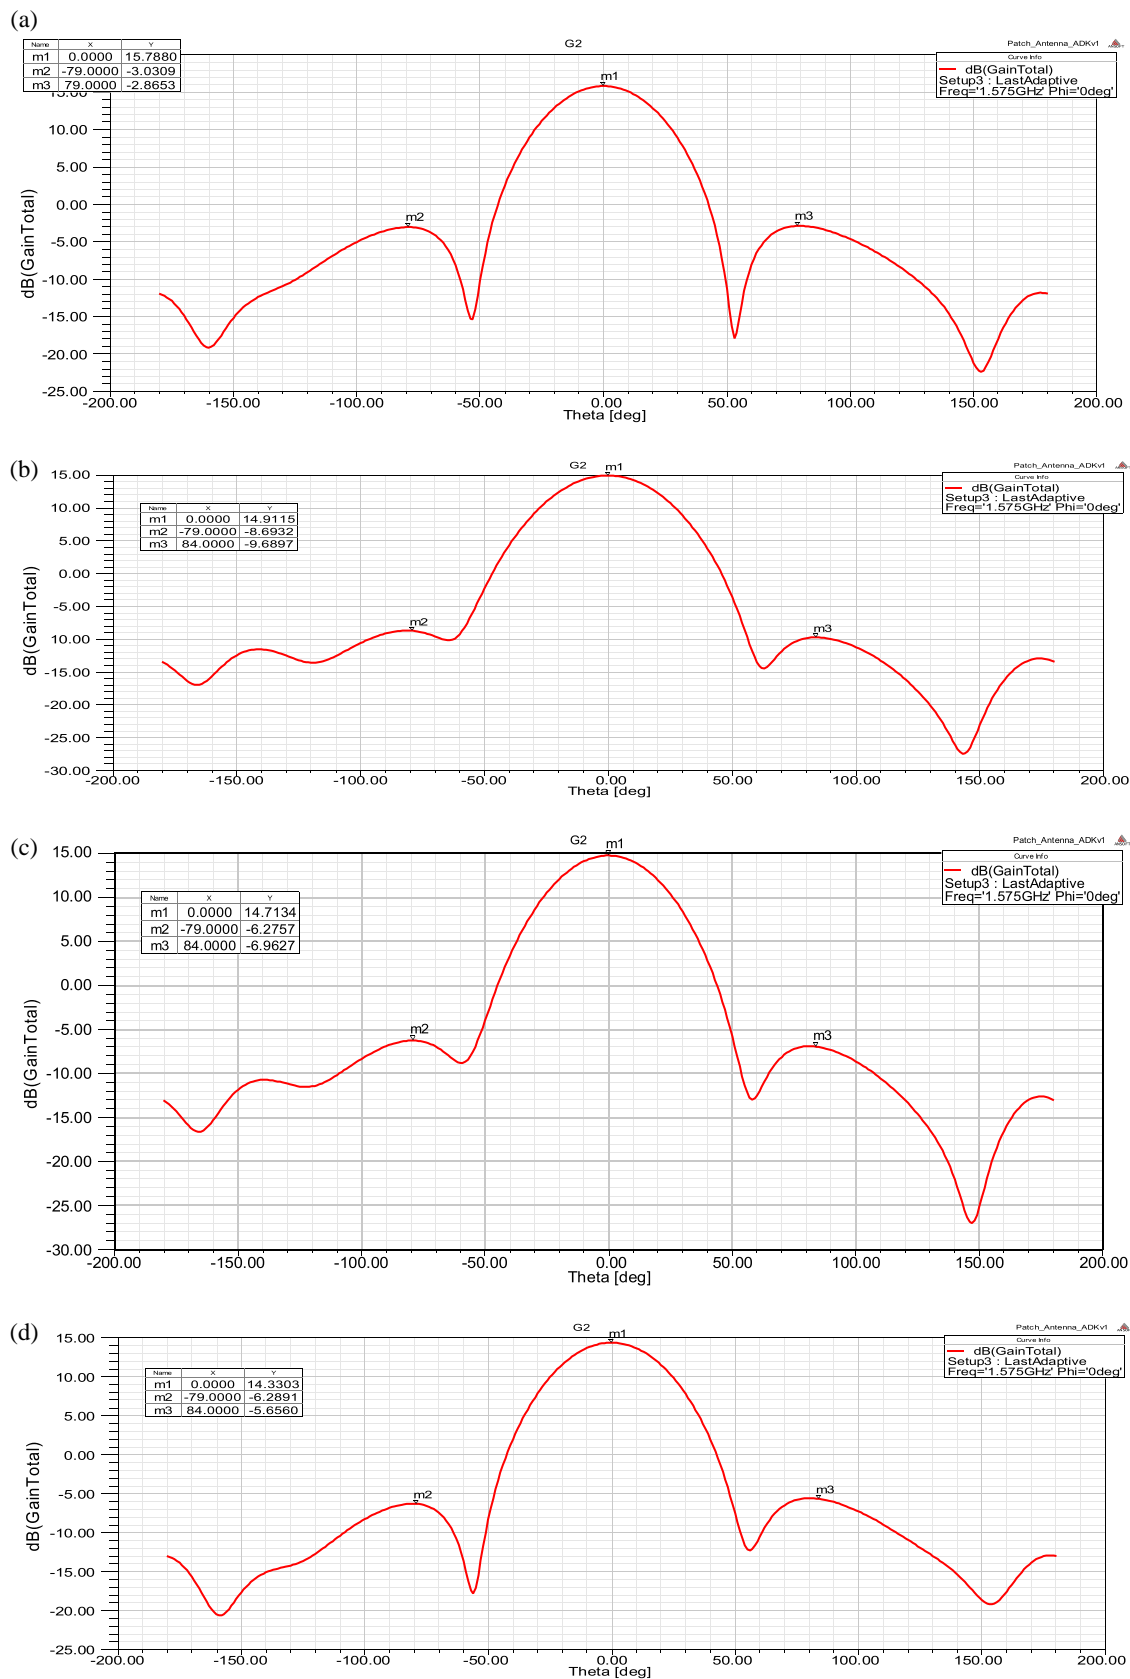 (a)
G2
Patch_Antenna_ADKv1
ANSOFT
Name X Y
m1 0.0000 15.7880
m2 -79.0000 -3.0309
m3 79.0000 -2.8653
Curve Info
dB(GainTotal)
Setup3 : LastAdaptive
Freq='1.575GHz' Phi='0deg'
m1
m2
m3
15.00
10.00
5.00
0.00
-5.00
-10.00
-15.00
-20.00
-25.00
dB(GainTotal)
-200.00 -150.00 -100.00 -50.00 0.00 50.00 100.00 150.00 200.00
Theta [deg]
(b)
G2
Patch_Antenna_ADKv1
Name X Y
m1 0.0000 14.9115
m2 -79.0000 -8.6932
m3 84.0000 -9.6897
Curve Info
dB(GainTotal)
Setup3 : LastAdaptive
Freq='1.575GHz' Phi='0deg'
m1
m2
m3
15.00
10.00
5.00
0.00
-5.00
-10.00
-15.00
-20.00
-25.00
-30.00
dB(GainTotal)
-200.00 -150.00 -100.00 -50.00 0.00 50.00 100.00 150.00 200.00
Theta [deg]
(c)
G2
Patch_Antenna_ADKv1
ANSOFT
Name X Y
m1 0.0000 14.7134
m2 -79.0000 -6.2757
m3 84.0000 -6.9627
Curve Info
dB(GainTotal)
Setup3 : LastAdaptive
Freq='1.575GHz' Phi='0deg'
m1
m2
m3
15.00
10.00
5.00
0.00
-5.00
-10.00
-15.00
-20.00
-25.00
-30.00
dB(GainTotal)
-200.00 -150.00 -100.00 -50.00 0.00 50.00 100.00 150.00 200.00
Theta [deg]
(d)
G2
Patch_Antenna_ADKv1
Name X Y
m1 0.0000 14.3303
m2 -79.0000 -6.2891
m3 84.0000 -5.6560
Curve Info
dB(GainTotal)
Setup3 : LastAdaptive
Freq='1.575GHz' Phi='0deg'
m1
m2
m3
15.00
10.00
5.00
0.00
-5.00
-10.00
-15.00
-20.00
-25.00
dB(GainTotal)
-200.00 -150.00 -100.00 -50.00 0.00 50.00 100.00 150.00 200.00
Theta [deg]